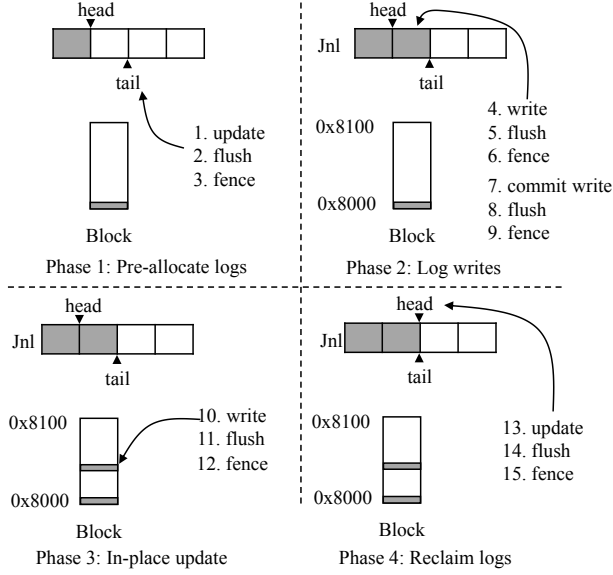 head
tail
1. update
2. flush
3. fence
Block
Phase 1: Pre-allocate logs
head
Jnl
tail
4. write
5. flush
6. fence
7. commit write
8. flush
9. fence
0x8100
0x8000
Block
Phase 2: Log writes
head
Jnl
tail
0x8100
10. write
11. flush
12. fence
0x8000
Block
Phase 3: In-place update
head
Jnl
tail
0x8100
13. update
14. flush
15. fence
0x8000
Block
Phase 4: Reclaim logs